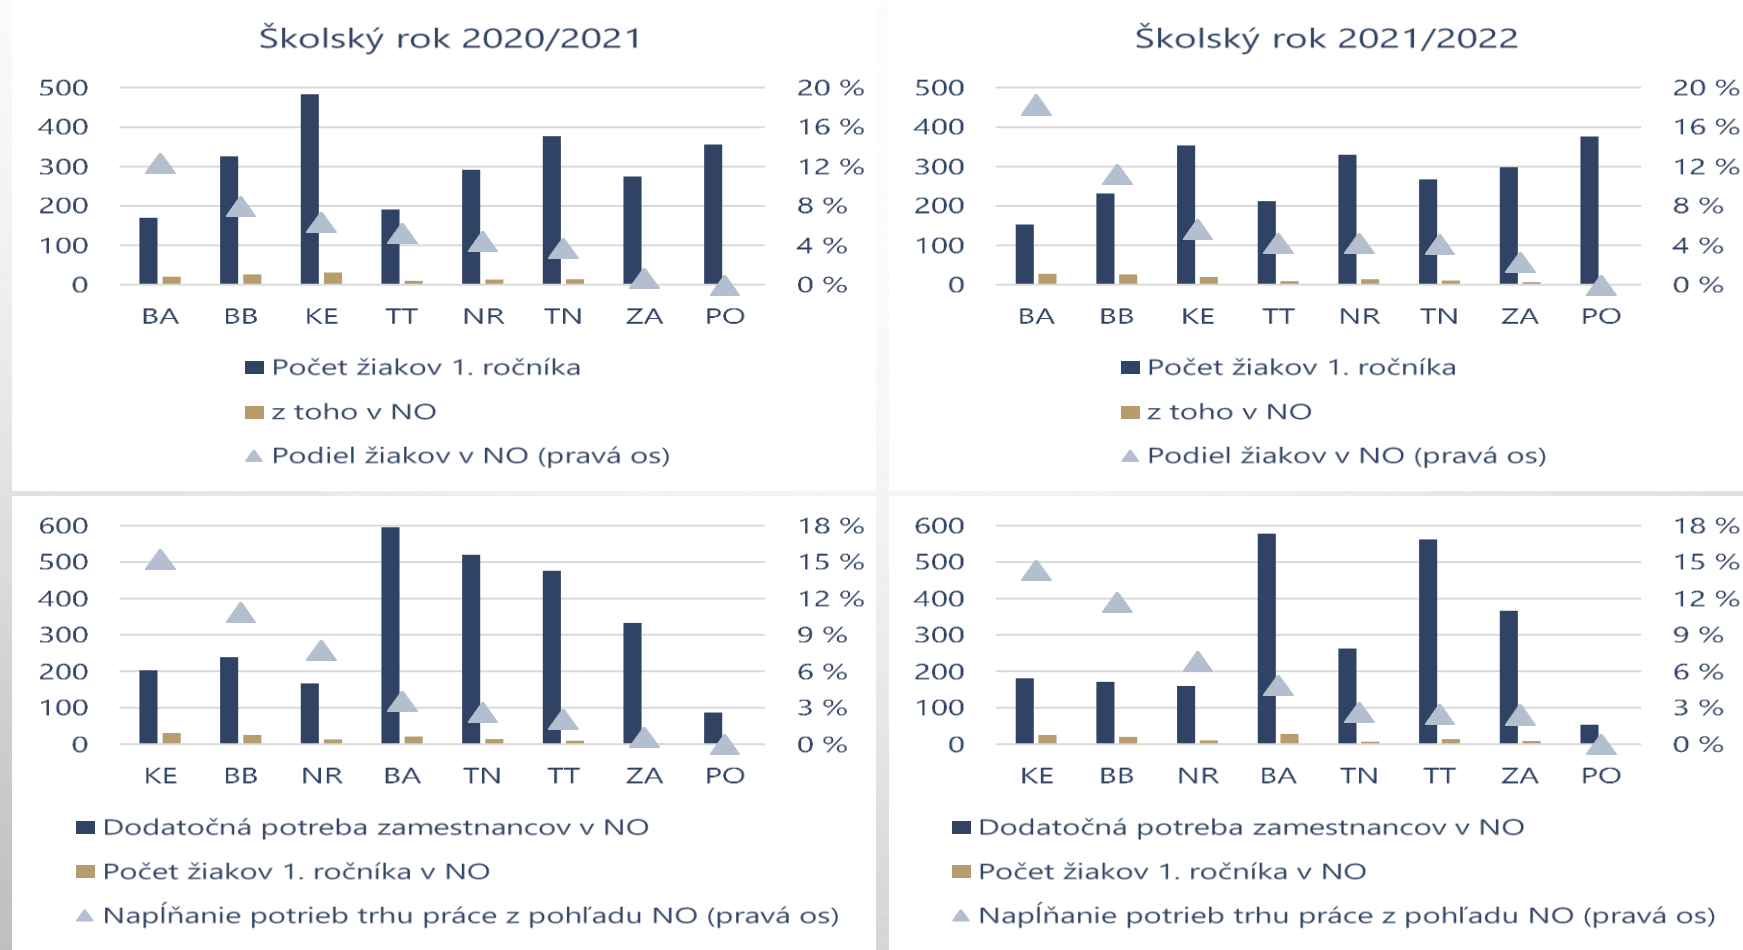 Školský rok 2020/2021
500 20 %
400 16 %
300 12 %
200 8 %
100 4 %
0 0 %
BA BB KE TT NR TN ZA PO
Počet žiakov 1. ročníka
z toho v NO
Podiel žiakov v NO (pravá os)
Školský rok 2021/2022
500 20 %
400 16 %
300 12 %
200 8 %
100 4 %
0 0 %
BA BB KE TT NR TN ZA PO
Počet žiakov 1. ročníka
z toho v NO
Podiel žiakov v NO (pravá os)
600 18 %
500 15 %
400 12 %
300 9 %
200 6 %
100 3 %
0 0 %
KE BB NR BA TN TT ZA PO
Dodatočná potreba zamestnancov v NO
Počet žiakov 1. ročníka v NO
Napĺňanie potrieb trhu práce z pohľadu NO (pravá os)
600 18 %
500 15 %
400 12 %
300 9 %
200 6 %
100 3 %
0 0 %
KE BB NR BA TN TT ZA PO
Dodatočná potreba zamestnancov v NO
Počet žiakov 1. ročníka v NO
Napĺňanie potrieb trhu práce z pohľadu NO (pravá os)